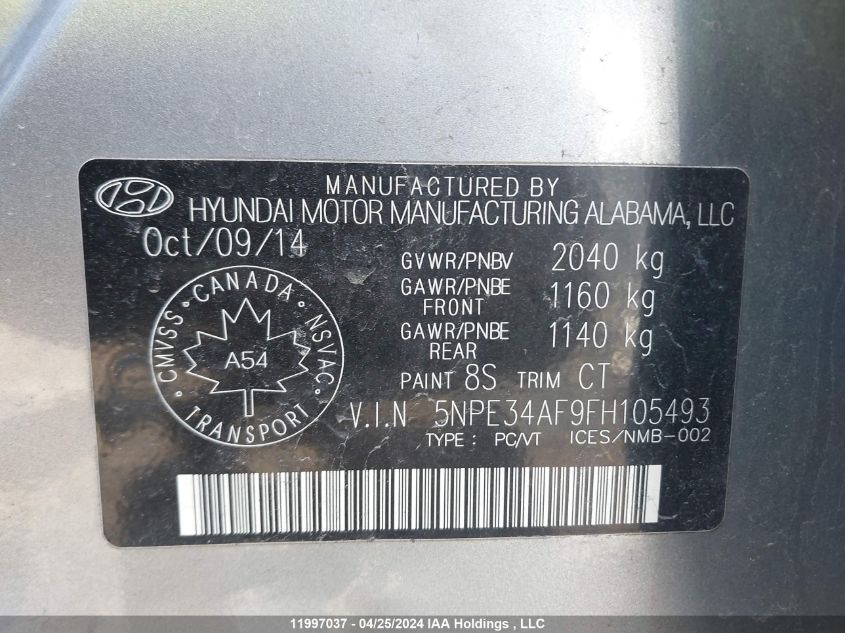 MANUFACTURED BY
HYUNDAI MOTOR MANUFACTURING ALABAMA, LLC
Oct/09/14
GVWR/PNBV 2040 kg
GAWR/PNBE FRONT 1160 kg
GAWR/PNBE REAR 1140 kg
PAINT 8S TRIM CT
CMVSS · CANADA · NSVAC · TRANSPORT ·
A54
V.I.N 5NPE34AF9FH105493
TYPE : PC/VT ICES/NMB-002
11997037 - 04/25/2024 IAA Holdings , LLC